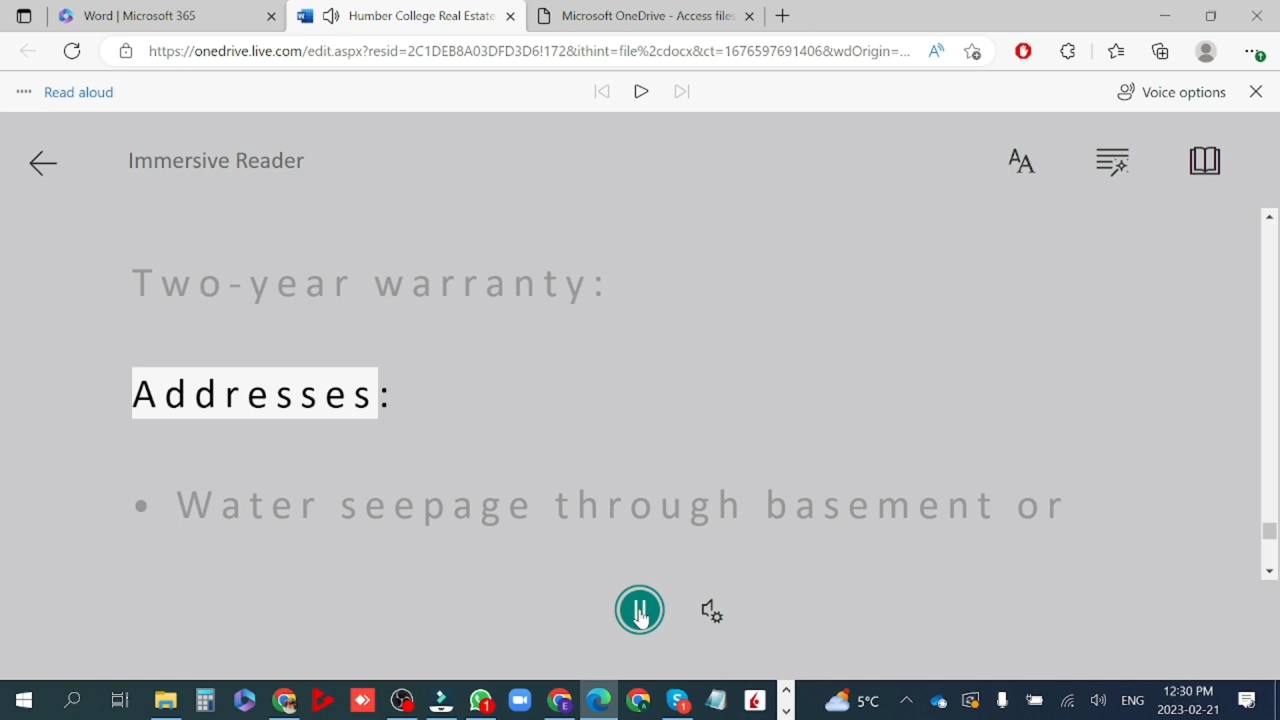 Word | Microsoft 365
Humber College Real Estate
Microsoft OneDrive - Access files
https://onedrive.live.com/edit.aspx?resid=2C1DEB8A03DFD3D6!172&ithint=file%2cdocx&ct=1676597691406&wdOrigin=...
Read aloud
Voice options
Immersive Reader
Two-year warranty:
Addresses:
• Water seepage through basement or
5°C
ENG
12:30 PM
2023-02-21